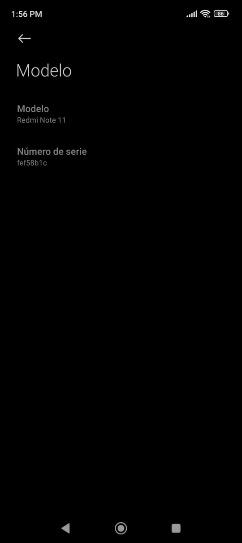 1:56 PM
Modelo
Modelo
Redmi Note 11
Número de serie
fef58b1c